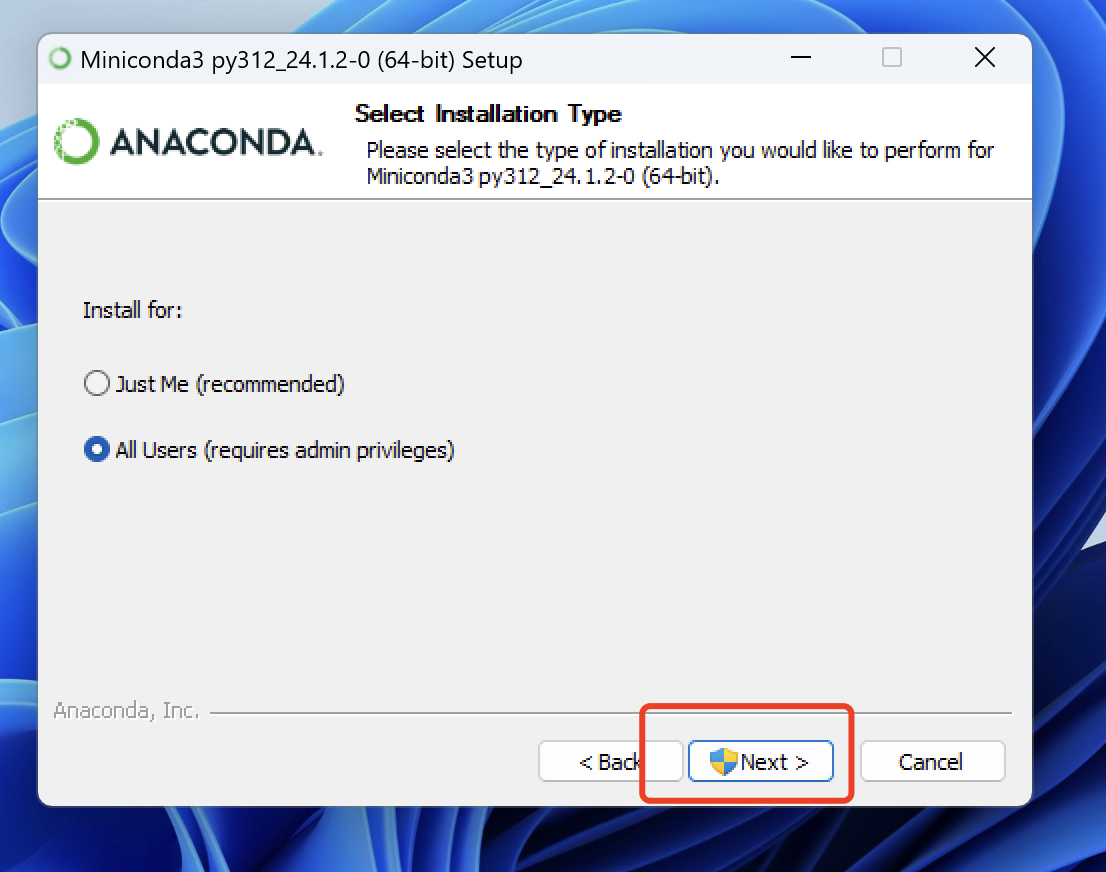 Miniconda3 py312_24.1.2-0 (64-bit) Setup
ANACONDA.
Select Installation Type
Please select the type of installation you would like to perform for
Miniconda3 py312_24.1.2-0 (64-bit).
Install for:
Just Me (recommended)
All Users (requires admin privileges)
Anaconda, Inc.
< Back
Next >
Cancel